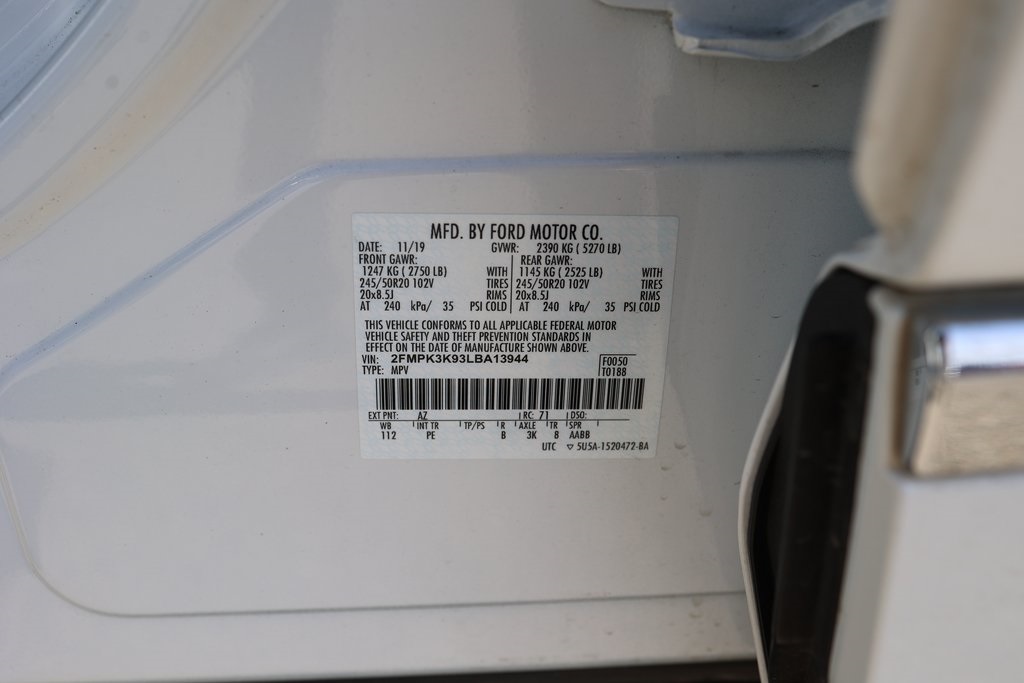 MFD. BY FORD MOTOR CO.
DATE: 11/19 GVWR: 2390 KG ( 5270 LB)
FRONT GAWR: REAR GAWR:
1247 KG ( 2750 LB) WITH 1145 KG ( 2525 LB) WITH
245/50R20 102V TIRES 245/50R20 102V TIRES
20x8.5J RIMS 20x8.5J RIMS
AT 240 kPa/ 35 PSI COLD AT 240 kPa/ 35 PSI COLD
THIS VEHICLE CONFORMS TO ALL APPLICABLE FEDERAL MOTOR
VEHICLE SAFETY AND THEFT PREVENTION STANDARDS IN
EFFECT ON THE DATE OF MANUFACTURE SHOWN ABOVE.
VIN: 2FMPK3K93LBA13944 F0050
TYPE: MPV T0188
EXT PNT: AZ RC: 71 DSO:
WB INT TR TP/PS R AXLE TR SPR
112 PE B 3K 8 AABB
UTC ▽ 5U5A-1520472-BA